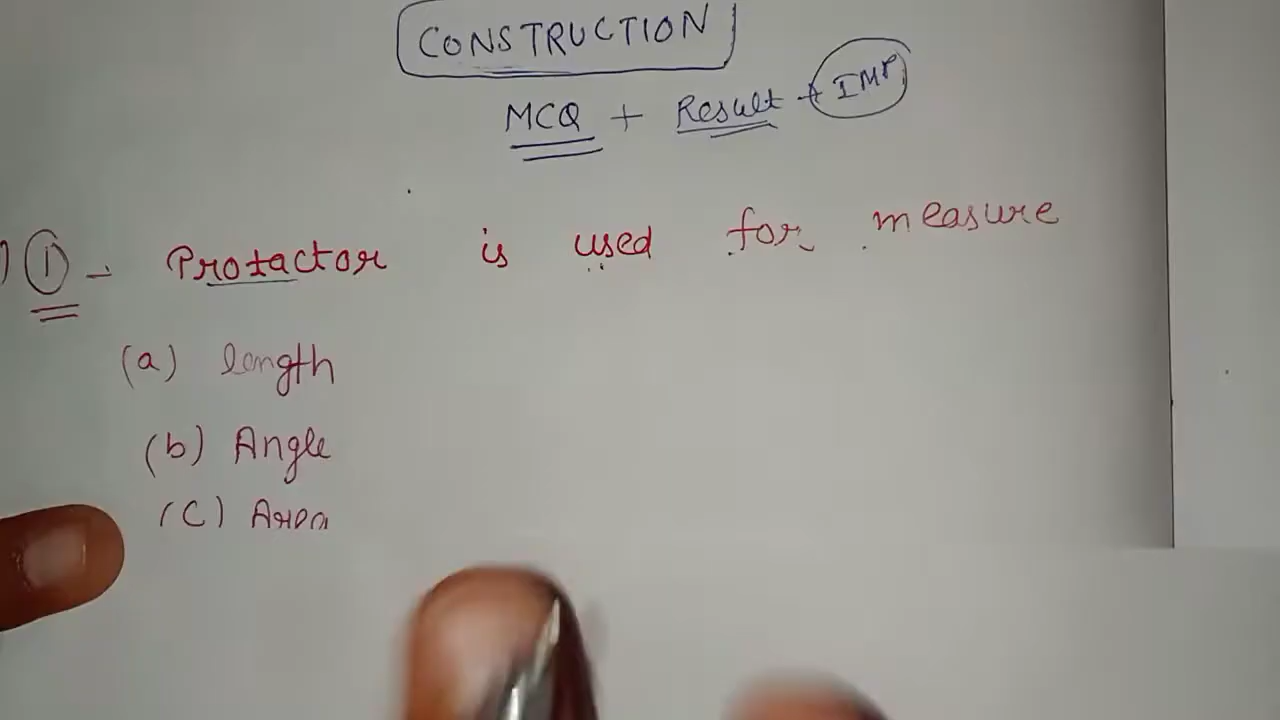 CONSTRUCTION
MCQ + Result + IMP
1 - Protactor is used for measure
(a) length
(b) Angle
(c) Area